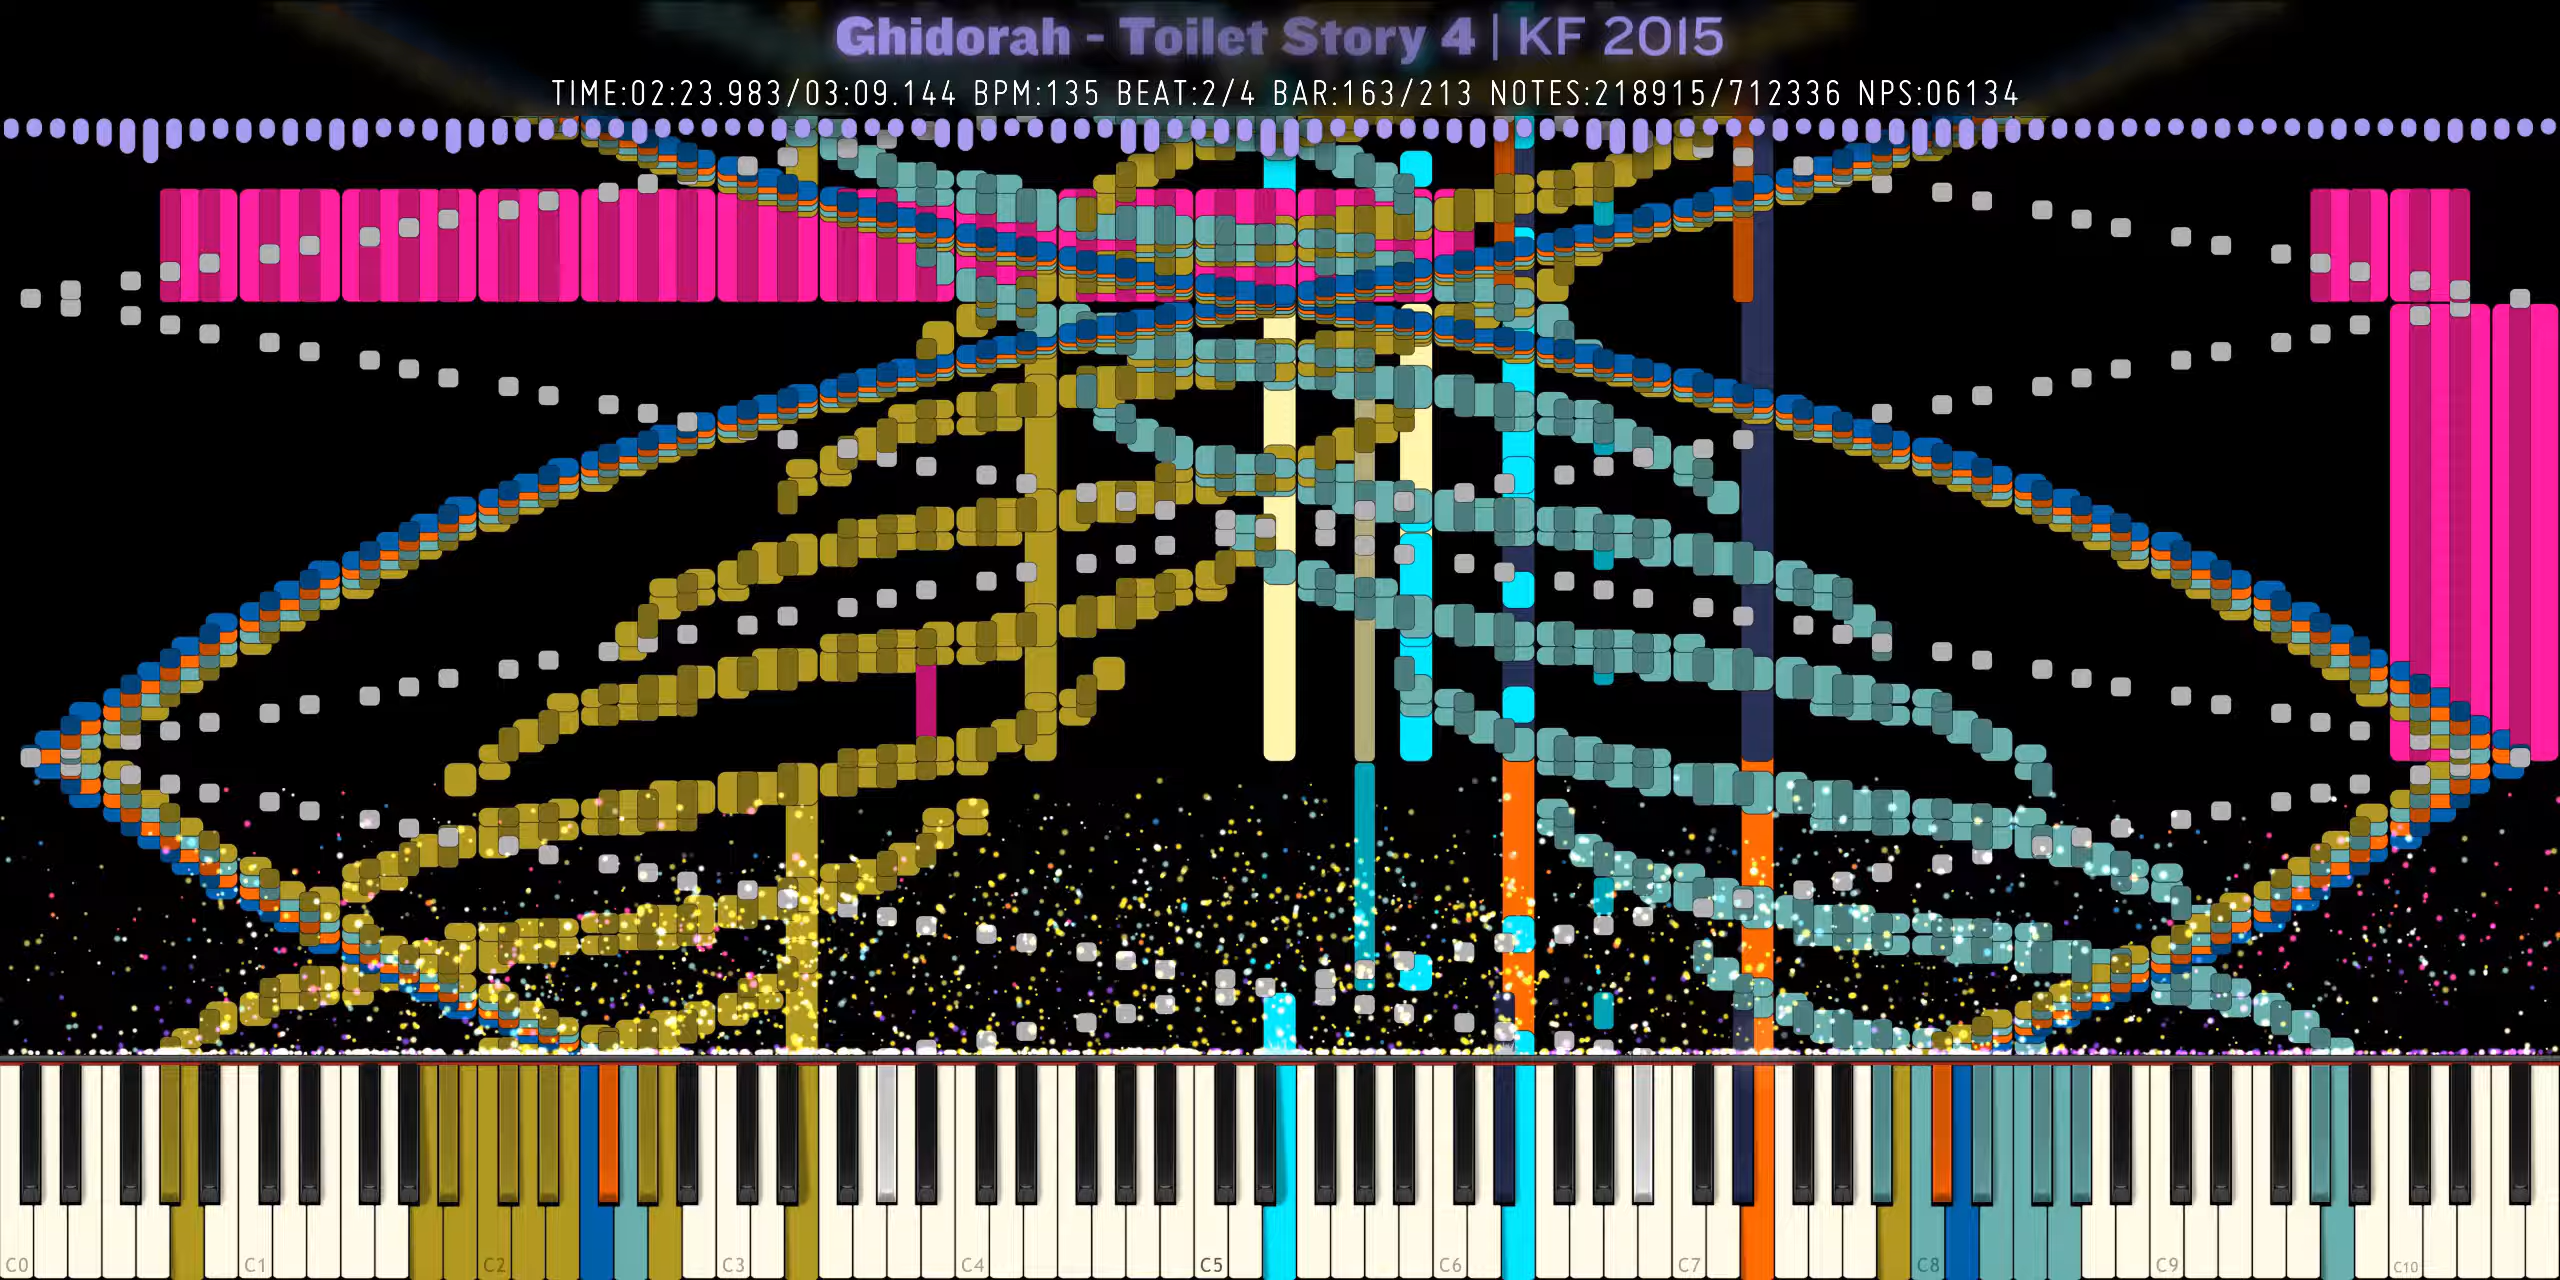 Ghidorah - Toilet Story 4 | KF 2015
TIME:02:23.983/03:09.144 BPM:135 BEAT:2/4 BAR:163/213 NOTES:218915/712336 NPS:06134
C0 C1 C2 C3 C4 C5 C6 C7 C8 C9 C10